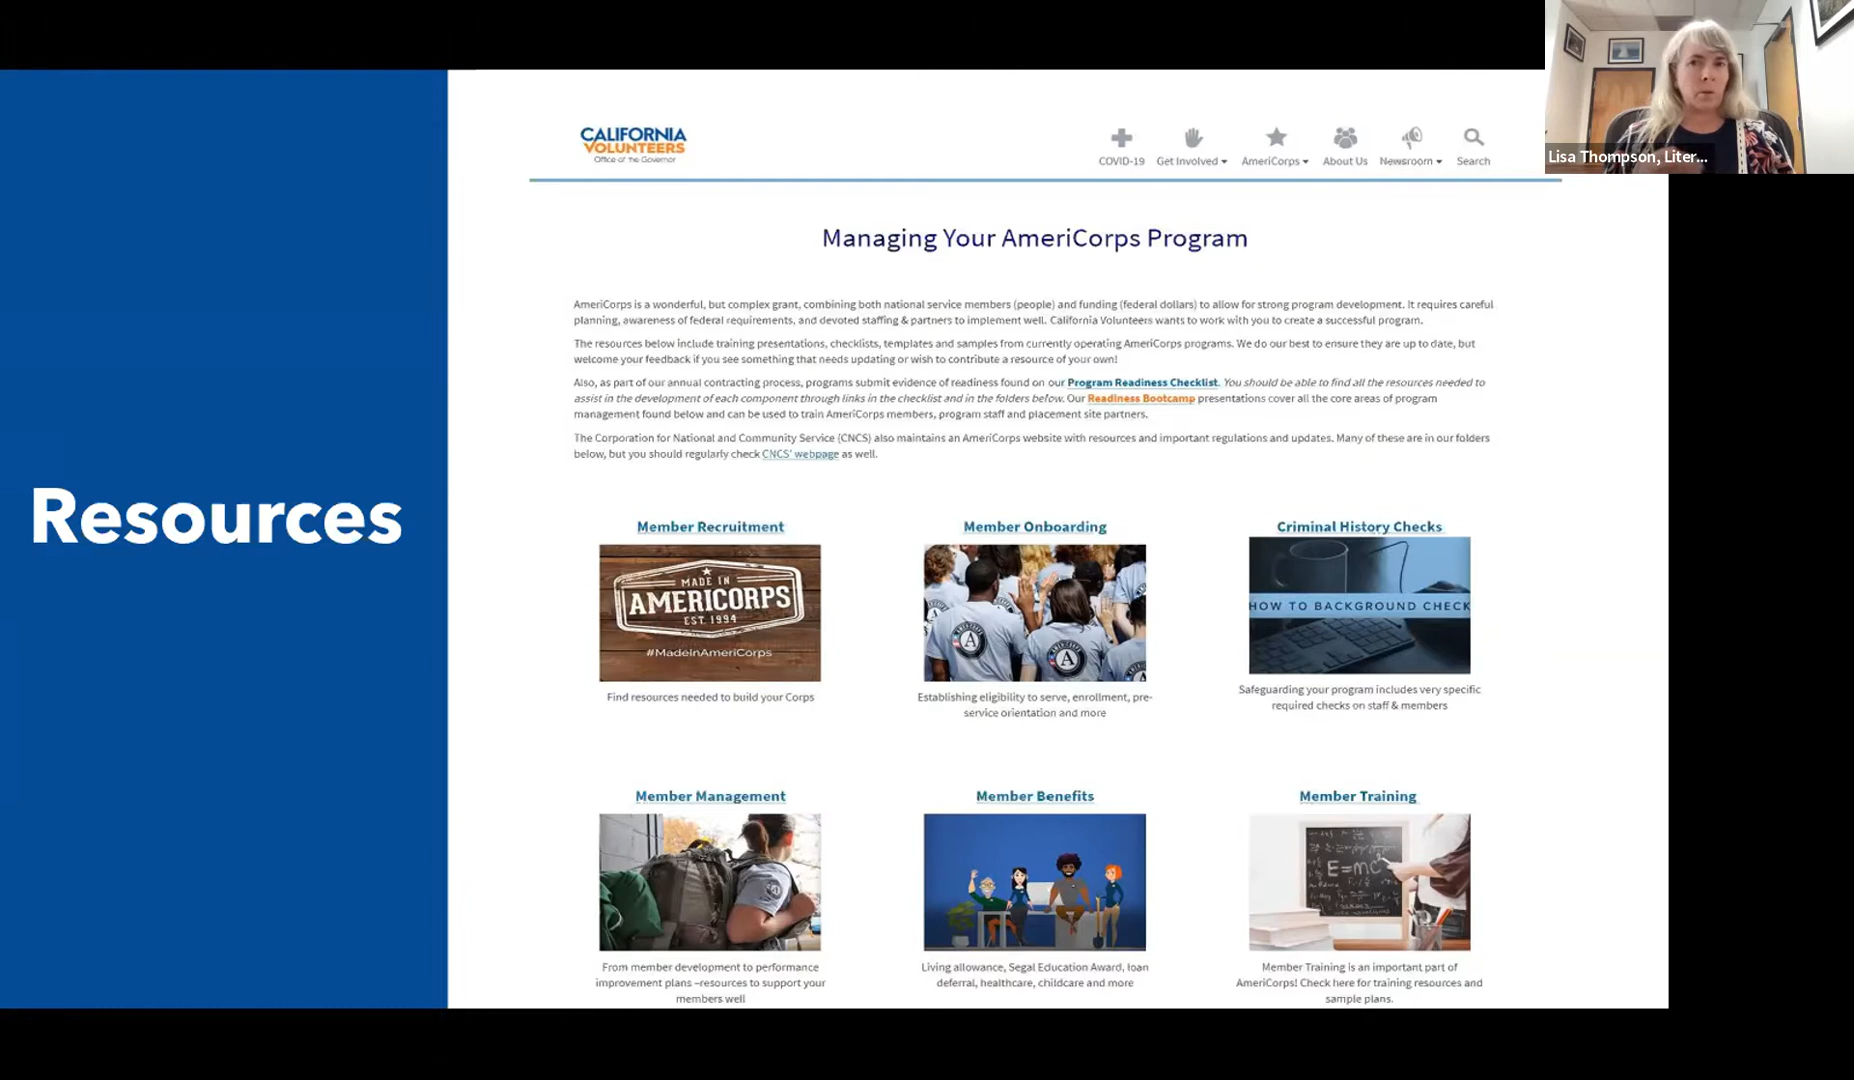 Lisa Thompson, Liter...
Resources
CALIFORNIA
VOLUNTEERS
Office of the Governor
COVID-19
Get Involved
AmeriCorps
About Us
Newsroom
Search
Managing Your AmeriCorps Program
AmeriCorps is a wonderful, but complex grant, combining both national service members (people) and funding (federal dollars) to allow for strong program development. It requires careful
planning, awareness of federal requirements, and devoted staffing & partners to implement well. California Volunteers wants to work with you to create a successful program.
The resources below include training presentations, checklists, templates and samples from currently operating AmeriCorps programs. We do our best to ensure they are up to date, but
welcome your feedback if you see something that needs updating or wish to contribute a resource of your own!
Also, as part of our annual contracting process, programs submit evidence of readiness found on our Program Readiness Checklist. You should be able to find all the resources needed to
assist in the development of each component through links in the checklist and in the folders below. Our Readiness Bootcamp presentations cover all the core areas of program
management found below and can be used to train AmeriCorps members, program staff and placement site partners.
The Corporation for National and Community Service (CNCS) also maintains an AmeriCorps website with resources and important regulations and updates. Many of these are in our folders
below, but you should regularly check CNCS' webpage as well.
Member Recruitment
MADE IN
AMERICORPS
EST. 1994
#MadeInAmeriCorps
Find resources needed to build your Corps
Member Onboarding
A
A
Establishing eligibility to serve, enrollment, pre-
service orientation and more
Criminal History Checks
HOW TO BACKGROUND CHECK
Safeguarding your program includes very specific
required checks on staff & members
Member Management
From member development to performance
improvement plans –resources to support your
members well
Member Benefits
Living allowance, Segal Education Award, loan
deferral, healthcare, childcare and more
Member Training
E=mc²
Member Training is an important part of
AmeriCorps! Check here for training resources and
sample plans.